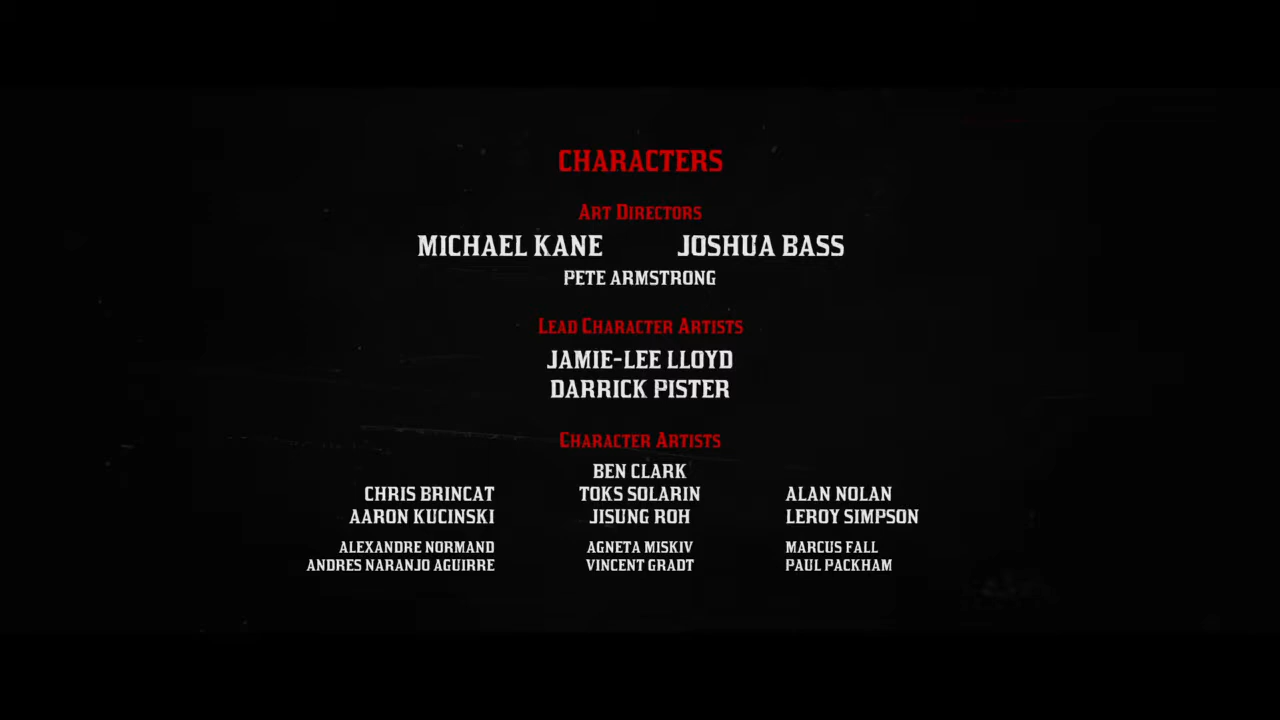 CHARACTERS
ART DIRECTORS
MICHAEL KANE JOSHUA BASS
PETE ARMSTRONG
LEAD CHARACTER ARTISTS
JAMIE-LEE LLOYD
DARRICK PISTER
CHARACTER ARTISTS
BEN CLARK
CHRIS BRINCAT TOKS SOLARIN ALAN NOLAN
AARON KUCINSKI JISUNG ROH LEROY SIMPSON
ALEXANDRE NORMAND AGNETA MISKIV MARCUS FALL
ANDRES NARANJO AGUIRRE VINCENT GRADT PAUL PACKHAM